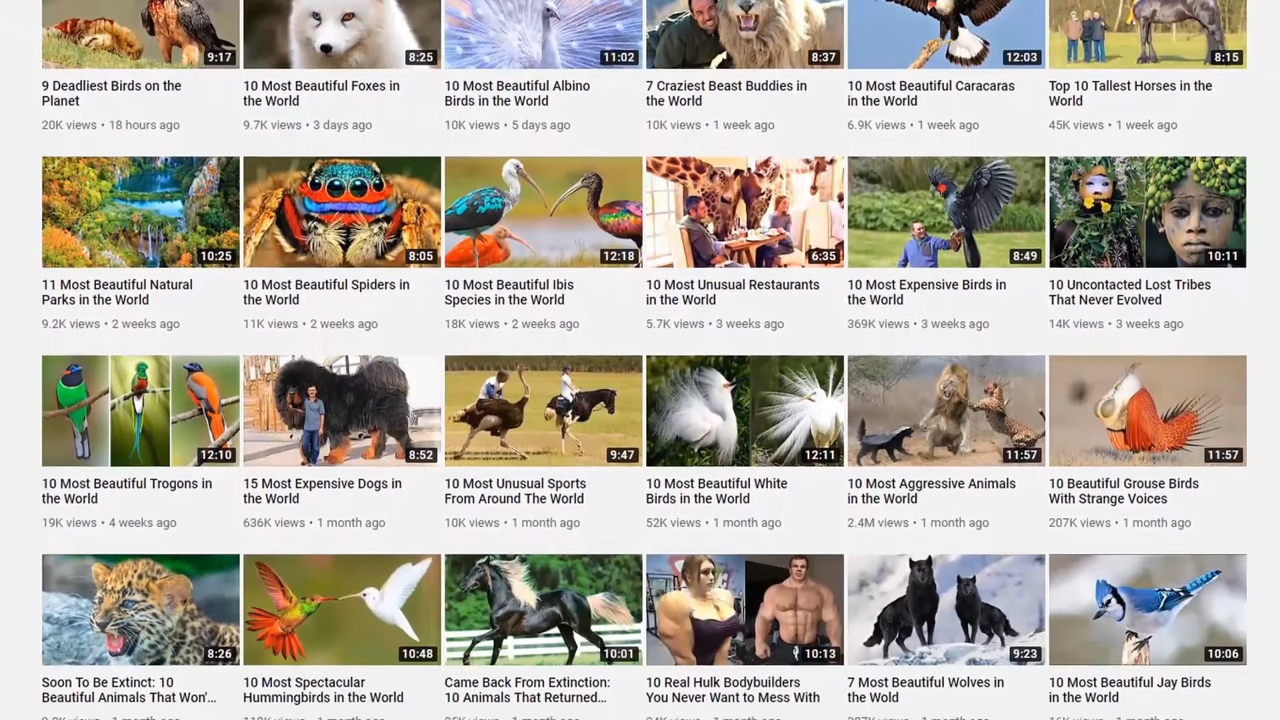 9:17
8:25
11:02
8:37
12:03
8:15
9 Deadliest Birds on the
Planet
20K views • 18 hours ago
10 Most Beautiful Foxes in
the World
9.7K views • 3 days ago
10 Most Beautiful Albino
Birds in the World
10K views • 5 days ago
7 Craziest Beast Buddies in
the World
10K views • 1 week ago
10 Most Beautiful Caracaras
in the World
6.9K views • 1 week ago
Top 10 Tallest Horses in the
World
45K views • 1 week ago
10:25
8:05
12:18
6:35
8:49
10:11
11 Most Beautiful Natural
Parks in the World
9.2K views • 2 weeks ago
10 Most Beautiful Spiders in
the World
11K views • 2 weeks ago
10 Most Beautiful Ibis
Species in the World
18K views • 2 weeks ago
10 Most Unusual Restaurants
in the World
5.7K views • 3 weeks ago
10 Most Expensive Birds in
the World
369K views • 3 weeks ago
10 Uncontacted Lost Tribes
That Never Evolved
14K views • 3 weeks ago
12:10
8:52
9:47
12:11
11:57
11:57
10 Most Beautiful Trogons in
the World
19K views • 4 weeks ago
15 Most Expensive Dogs in
the World
636K views • 1 month ago
10 Most Unusual Sports
From Around The World
10K views • 1 month ago
10 Most Beautiful White
Birds in the World
52K views • 1 month ago
10 Most Aggressive Animals
in the World
2.4M views • 1 month ago
10 Beautiful Grouse Birds
With Strange Voices
207K views • 1 month ago
8:26
10:48
10:01
10:13
9:23
10:06
Soon To Be Extinct: 10
Beautiful Animals That Won'...
10 Most Spectacular
Hummingbirds in the World
Came Back From Extinction:
10 Animals That Returned...
10 Real Hulk Bodybuilders
You Never Want to Mess With
7 Most Beautiful Wolves in
the Wold
10 Most Beautiful Jay Birds
in the World